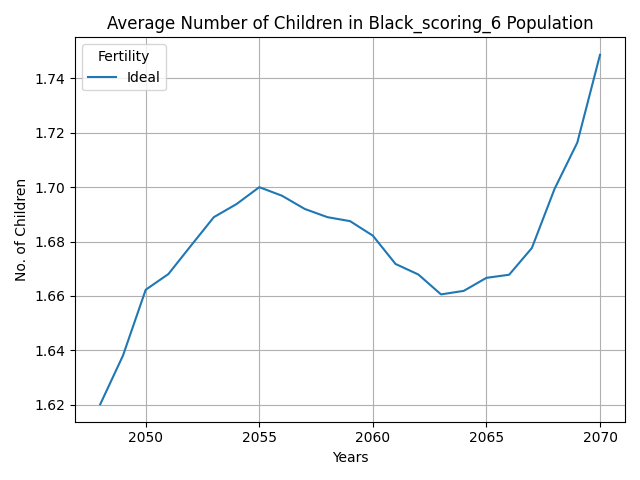 Average Number of Children in Black_scoring_6 Population
Fertility
Ideal
No. of Children
1.74
1.72
1.70
1.68
1.66
1.64
1.62
2050 2055 2060 2065 2070
Years